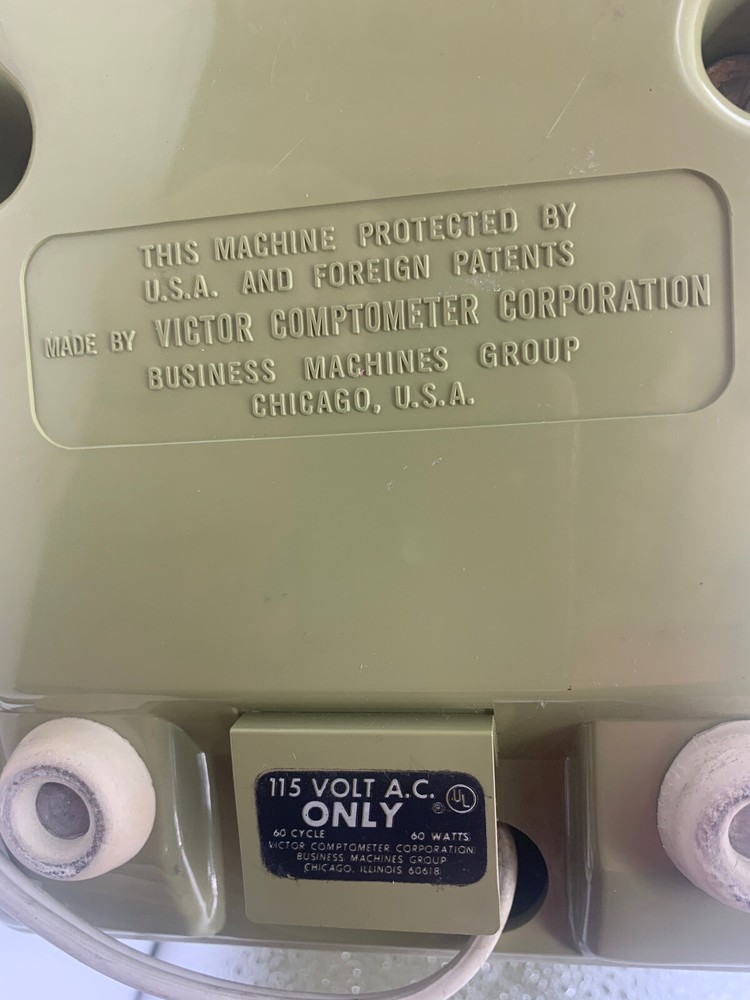 THIS MACHINE PROTECTED BY
U.S.A. AND FOREIGN PATENTS
MADE BY VICTOR COMPTOMETER CORPORATION
BUSINESS MACHINES GROUP
CHICAGO, U.S.A.
115 VOLT A.C.
ONLY ® UL
60 CYCLE 60 WATTS
VICTOR COMPTOMETER CORPORATION
BUSINESS MACHINES GROUP
CHICAGO, ILLINOIS 60618